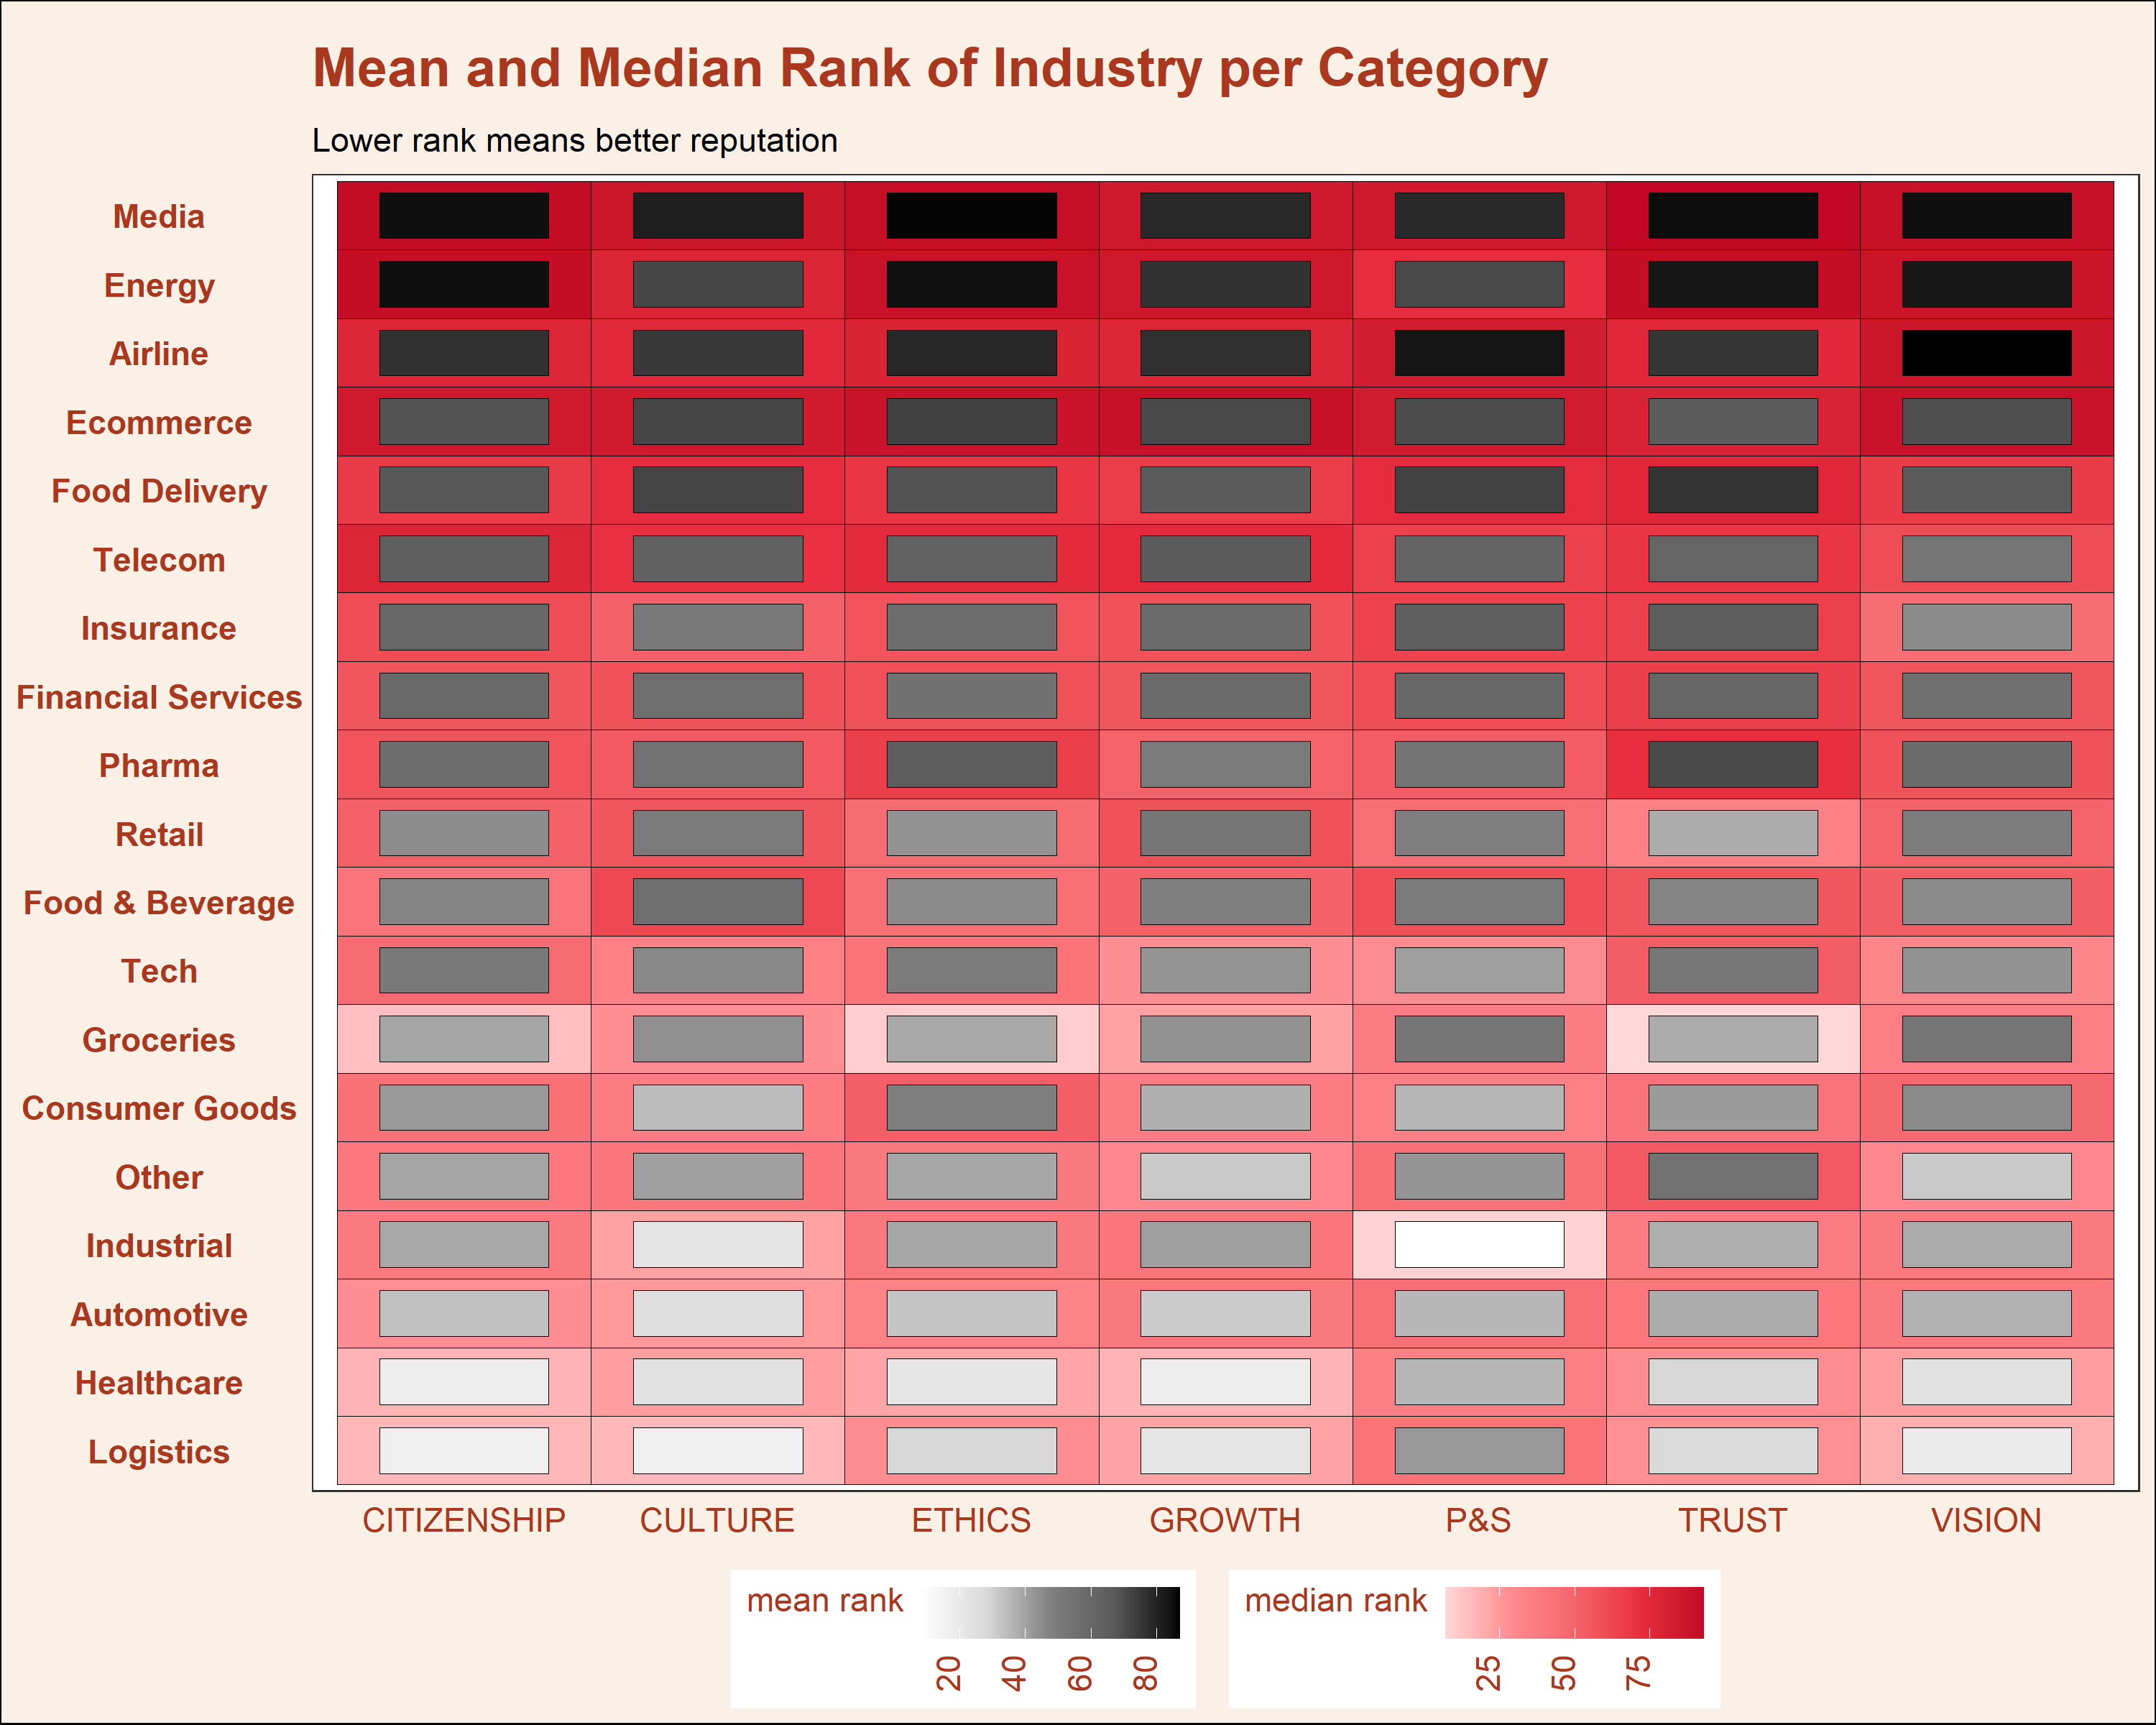 Mean and Median Rank of Industry per Category
Lower rank means better reputation
Media
Energy
Airline
Ecommerce
Food Delivery
Telecom
Insurance
Financial Services
Pharma
Retail
Food & Beverage
Tech
Groceries
Consumer Goods
Other
Industrial
Automotive
Healthcare
Logistics
CITIZENSHIP CULTURE ETHICS GROWTH P&S TRUST VISION
mean rank
20 40 60 80
median rank
25 50 75